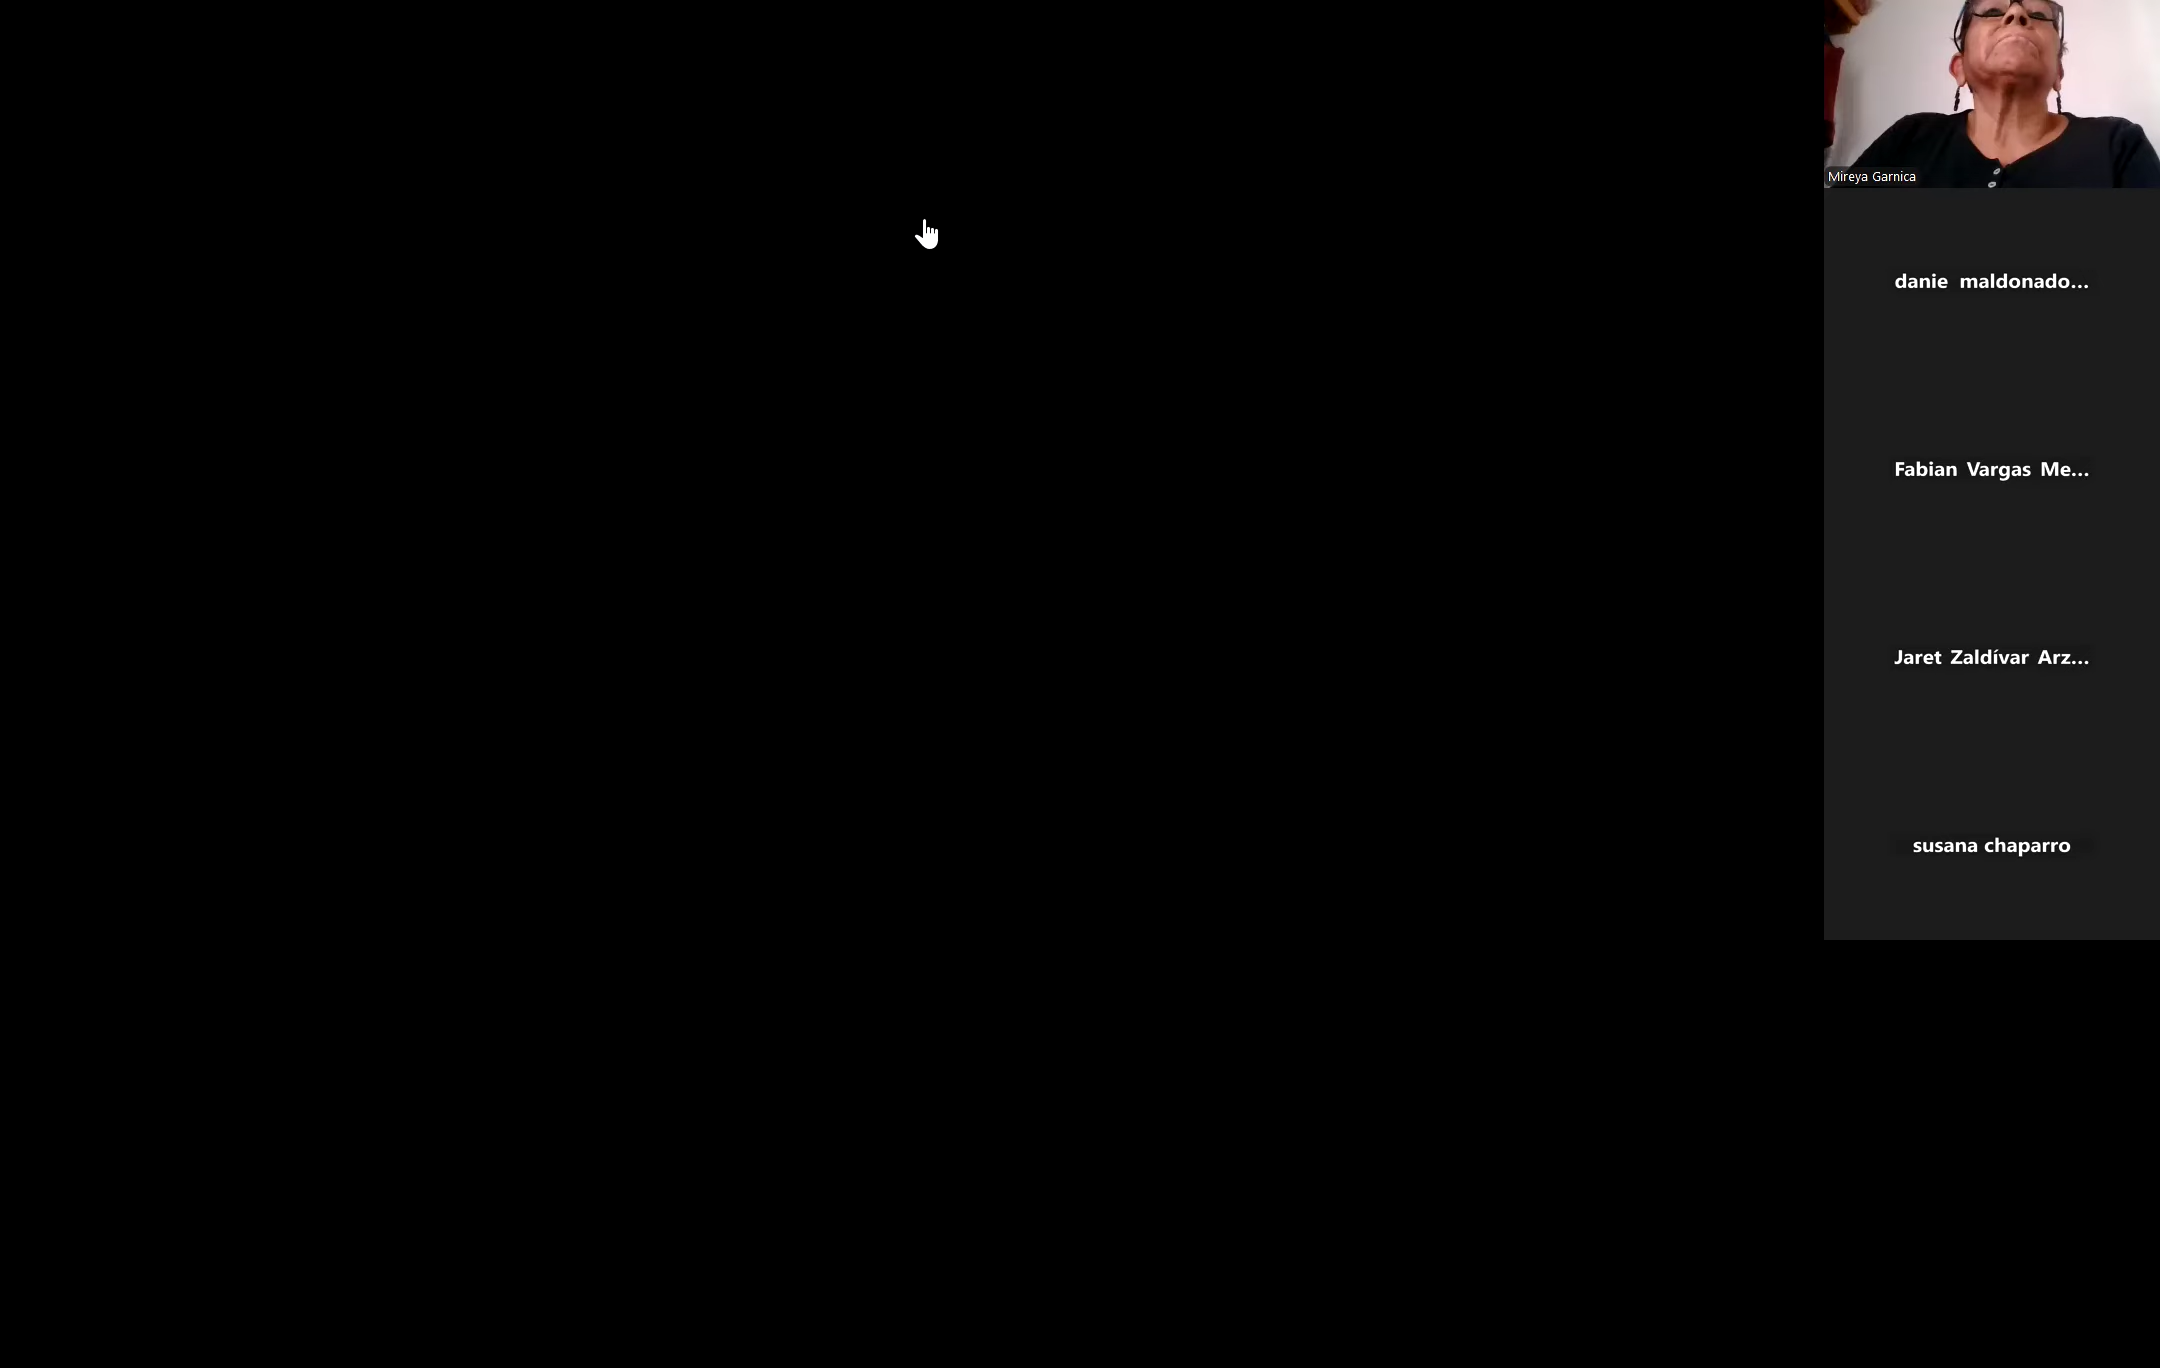 Mireya Garnica
danie maldonado...
Fabian Vargas Me...
Jaret Zaldívar Arz...
susana chaparro